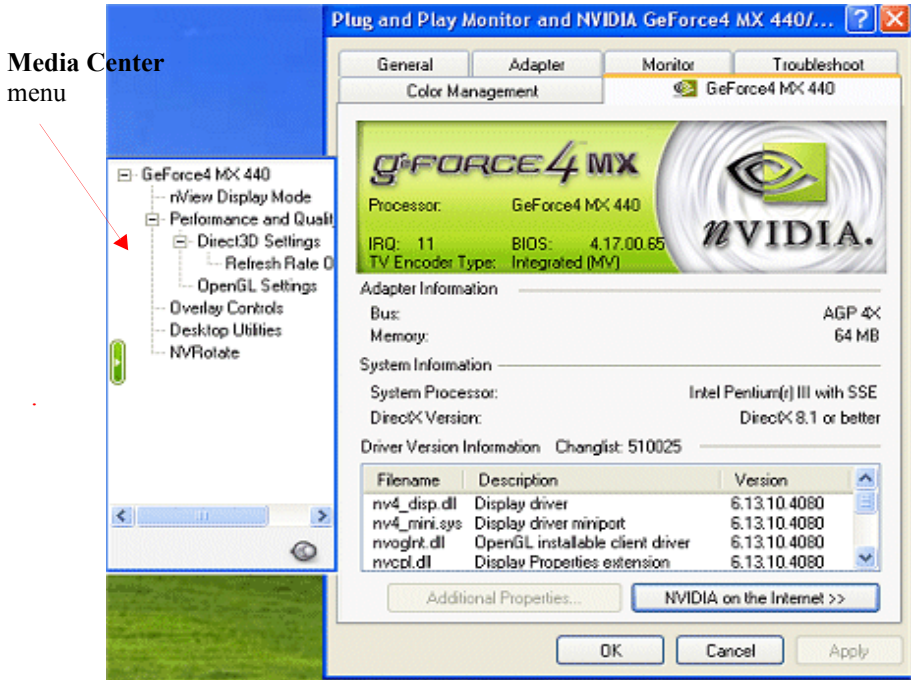 Plug and Play Monitor and NVIDIA GeForce4 MX 440/...
Media Center
menu
General Adapter Monitor Troubleshoot
Color Management GeForce4 MX 440
GeFORCE 4 MX
Processor: GeForce4 MX 440
IRQ: 11 BIOS: 4.17.00.65
TV Encoder Type: Integrated (MV)
nVIDIA.
GeForce4 MX 440
nView Display Mode
Performance and Qualit
Direct3D Settings
Refresh Rate O
OpenGL Settings
Overlay Controls
Desktop Utilities
NVRotate
Adapter Information
Bus: AGP 4X
Memory: 64 MB
System Information
System Processor: Intel Pentium(r) III with SSE
DirectX Version: DirectX 8.1 or better
Driver Version Information Changlist: 510025
Filename Description Version
nv4_disp.dll Display driver 6.13.10.4080
nv4_mini.sys Display driver miniport 6.13.10.4080
nvoglnt.dll OpenGL installable client driver 6.13.10.4080
nvcpl.dll Display Properties extension 6.13.10.4080
Additional Properties... NVIDIA on the Internet >>
OK Cancel Apply